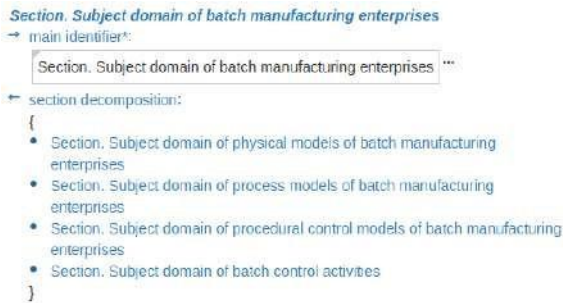 Section. Subject domain of batch manufacturing enterprises
→ main identifier*:
Section. Subject domain of batch manufacturing enterprises ...
← section decomposition:
{
• Section. Subject domain of physical models of batch manufacturing
enterprises
• Section. Subject domain of process models of batch manufacturing
enterprises
• Section. Subject domain of procedural control models of batch manufacturing
enterprises
• Section. Subject domain of batch control activities
}